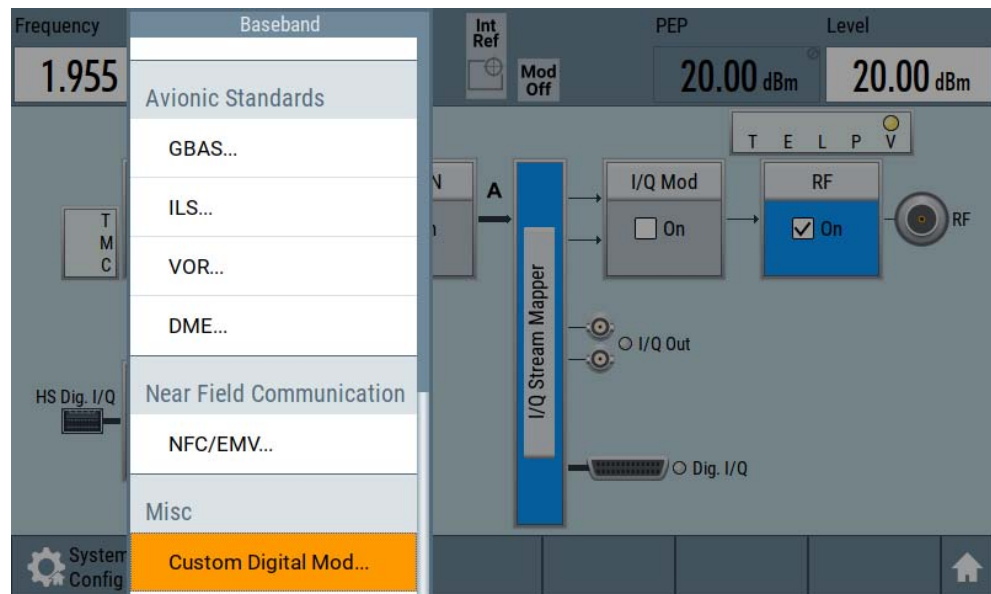 Frequency
Baseband
Int
Ref
PEP
Level
1.955
Mod
Off
20.00 dBm
20.00 dBm
Avionic Standards
GBAS...
T E L P V
N
A
I/Q Mod
RF
ILS...
T
M
C
On
On
RF
VOR...
I/Q Stream Mapper
DME...
I/Q Out
HS Dig. I/Q
Near Field Communication
NFC/EMV...
Dig. I/Q
Misc
System
Config
Custom Digital Mod...